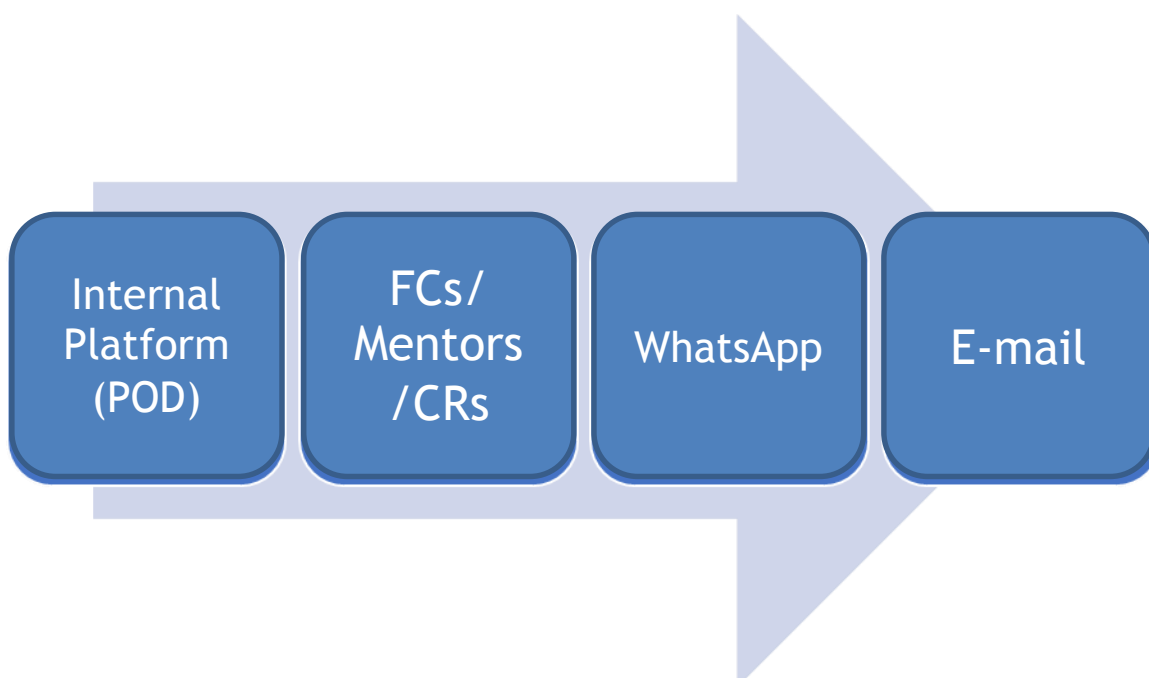 Internal
Platform
(POD)
FCs/
Mentors
/CRs
WhatsApp
E-mail